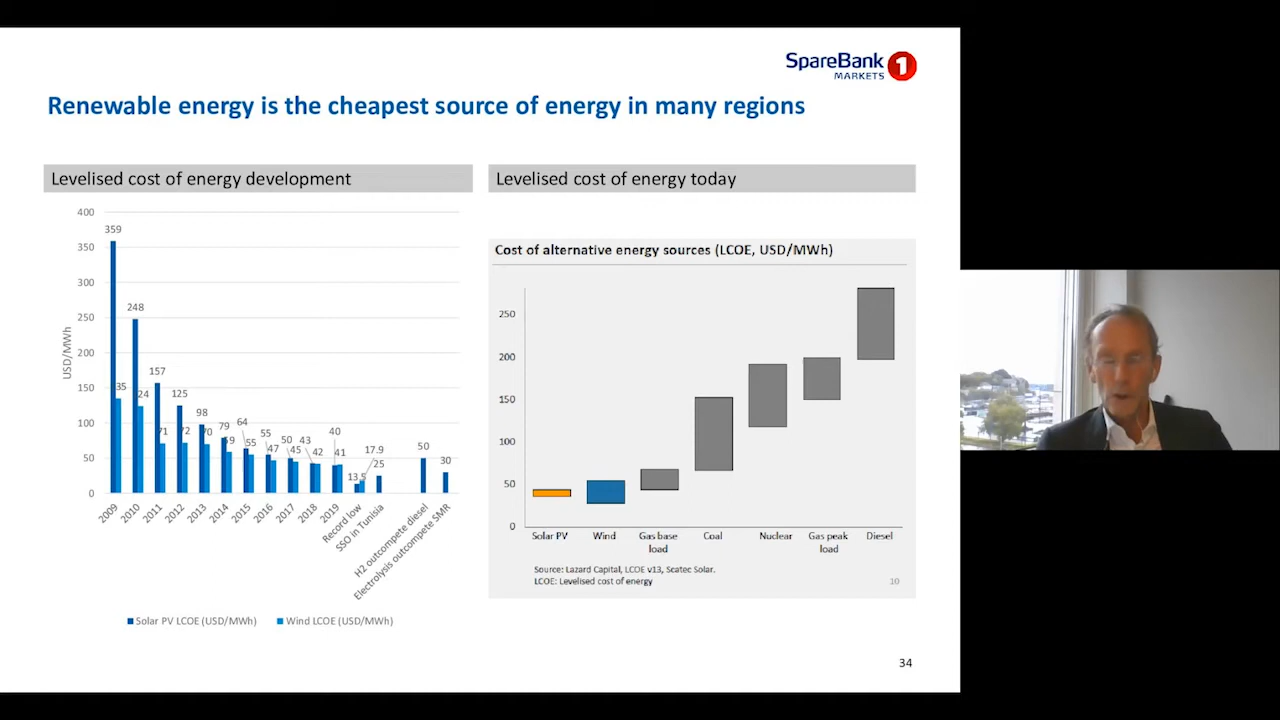 SpareBank 1
MARKETS
Renewable energy is the cheapest source of energy in many regions
Levelised cost of energy development
400
350
300
250
200
150
100
50
0
USD/MWh
359
35
248
24
157
71
125
72
98
70
79
59
64
55
55
47
50
45
43
42
40
41
13,5
17.9
25
50
30
2009
2010
2011
2012
2013
2014
2015
2016
2017
2018
2019
Record low
SSO in Tunisia
H2 outcompete diesel
Electrolysis outcompete SMR
Solar PV LCOE (USD/MWh)
Wind LCOE (USD/MWh)
Levelised cost of energy today
Cost of alternative energy sources (LCOE, USD/MWh)
250
200
150
100
50
0
Solar PV
Wind
Gas base
load
Coal
Nuclear
Gas peak
load
Diesel
Source: Lazard Capital, LCOE v13, Scatec Solar.
LCOE: Levelised cost of energy
10
34